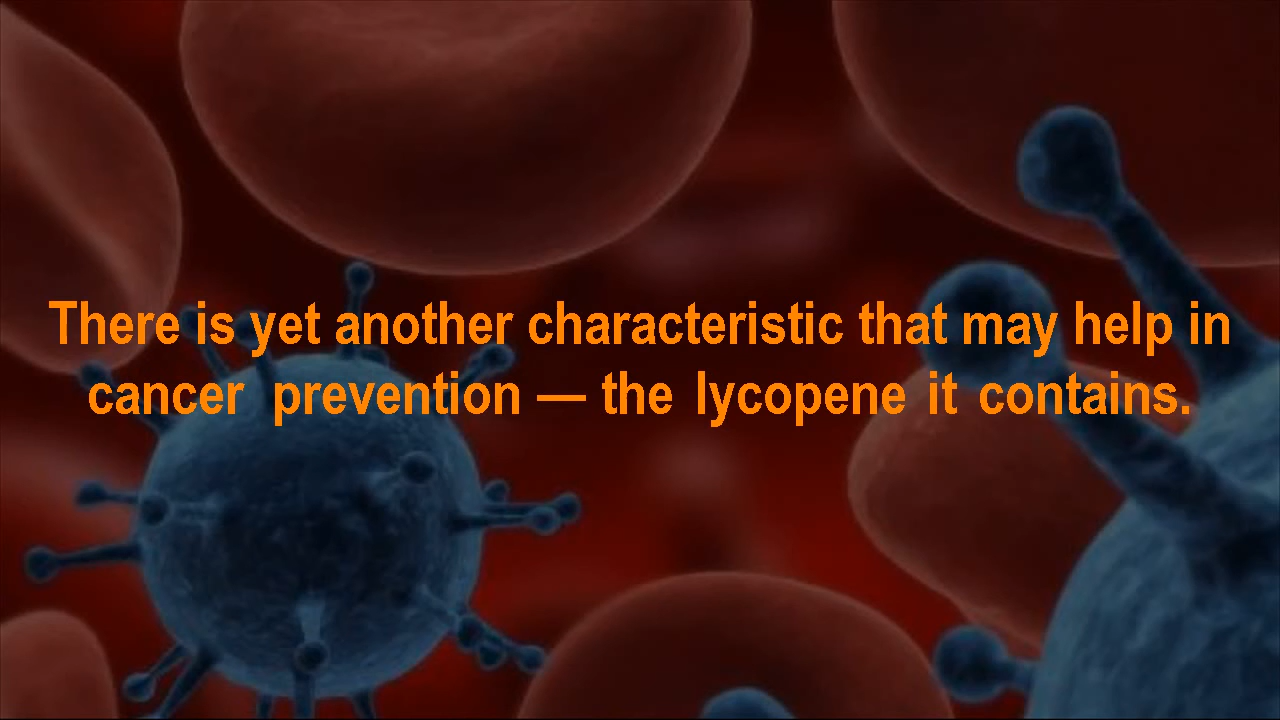 There is yet another characteristic that may help in
cancer prevention — the lycopene it contains.